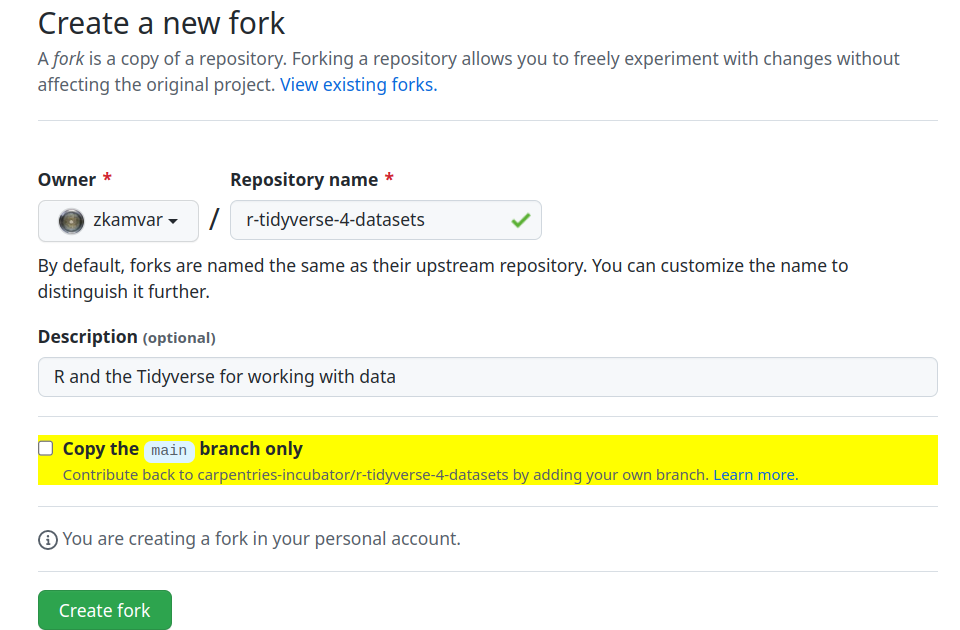 Create a new fork
A fork is a copy of a repository. Forking a repository allows you to freely experiment with changes without
affecting the original project. View existing forks.
Owner * Repository name *
zkamvar / r-tidyverse-4-datasets
By default, forks are named the same as their upstream repository. You can customize the name to
distinguish it further.
Description (optional)
R and the Tidyverse for working with data
Copy the main branch only
Contribute back to carpentries-incubator/r-tidyverse-4-datasets by adding your own branch. Learn more.
You are creating a fork in your personal account.
Create fork